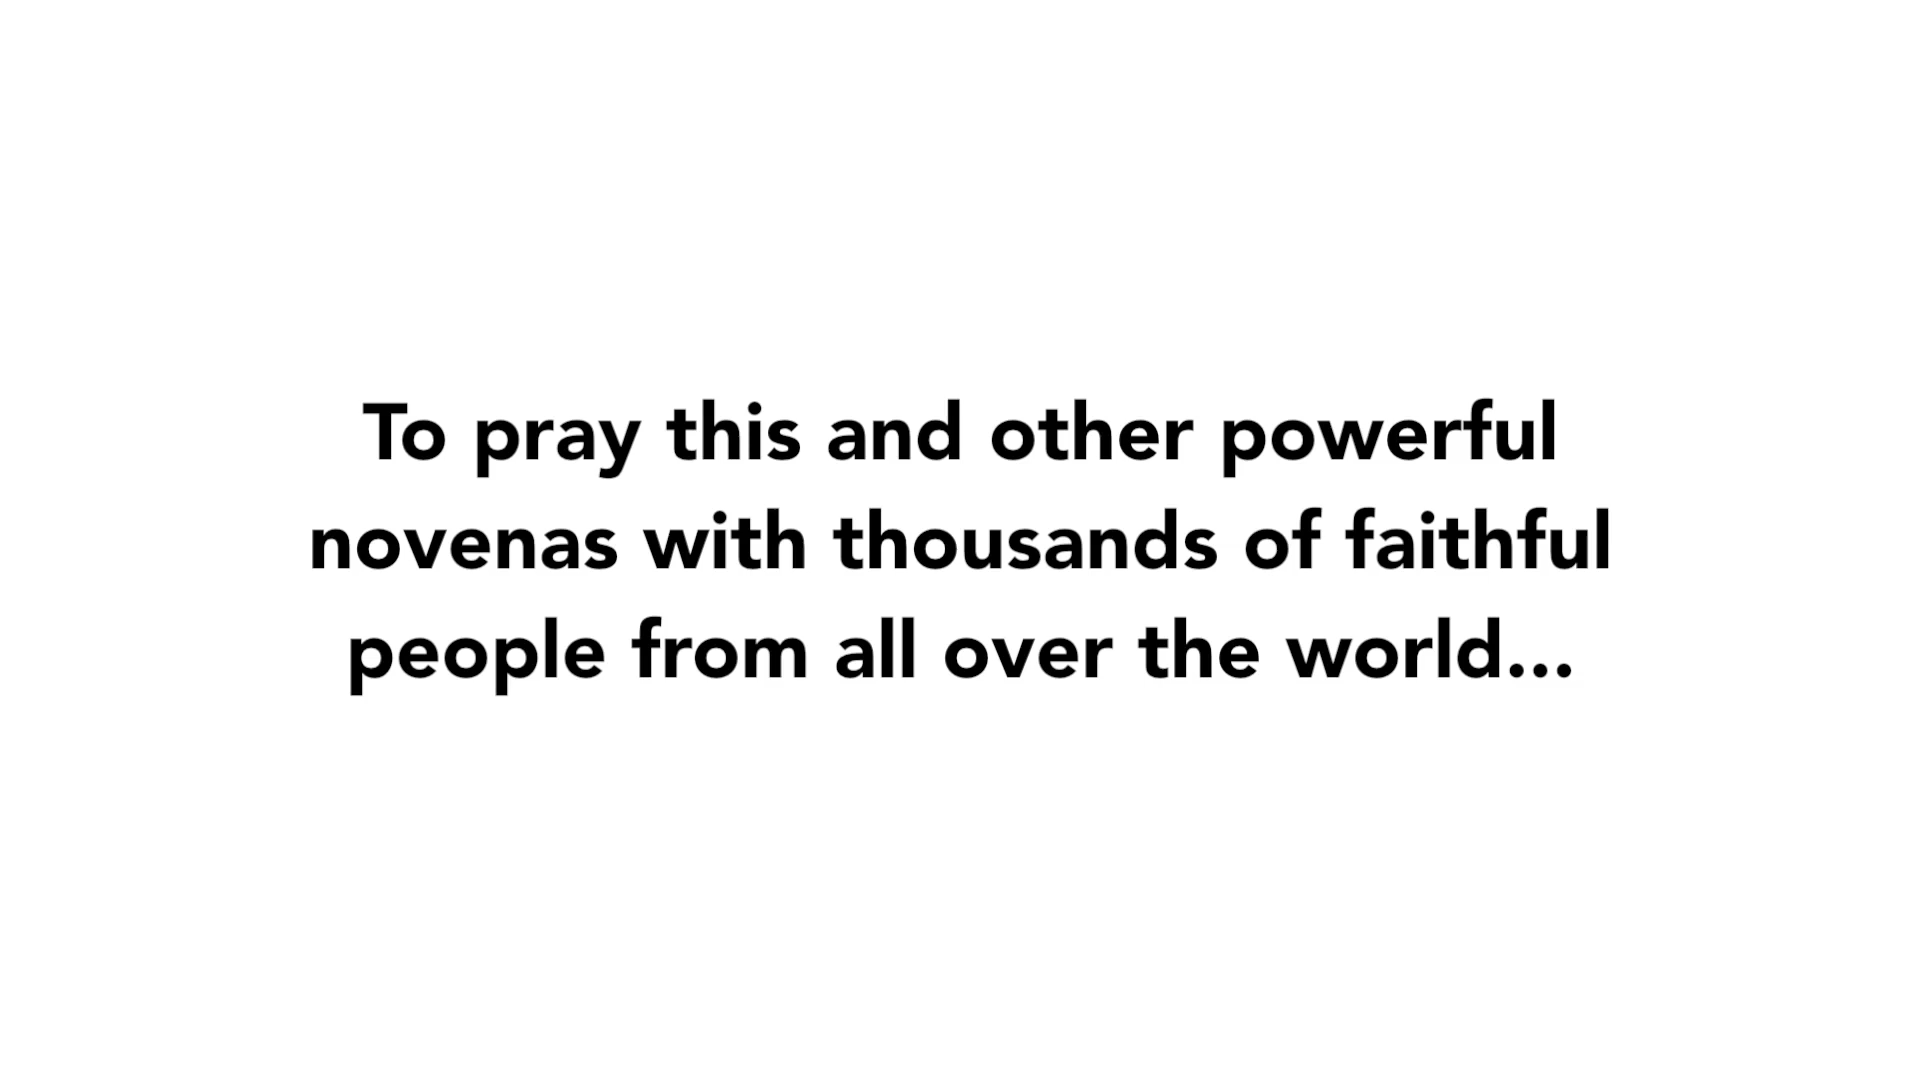 To pray this and other powerful
novenas with thousands of faithful
people from all over the world...